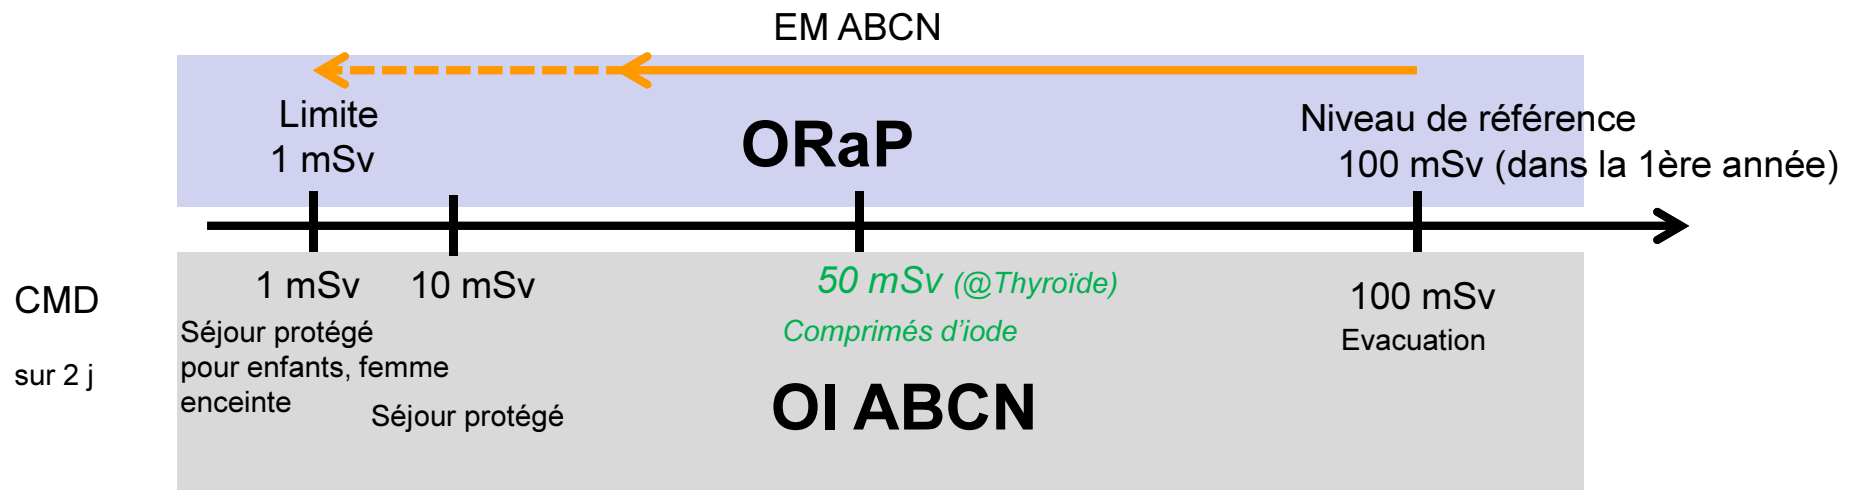 EM ABCN
Limite
1 mSv
ORaP
Niveau de référence
100 mSv (dans la 1ère année)
CMD
sur 2 j
1 mSv
Séjour protégé
pour enfants, femme
enceinte
10 mSv
Séjour protégé
50 mSv (@Thyroïde)
Comprimés d’iode
OI ABCN
100 mSv
Evacuation